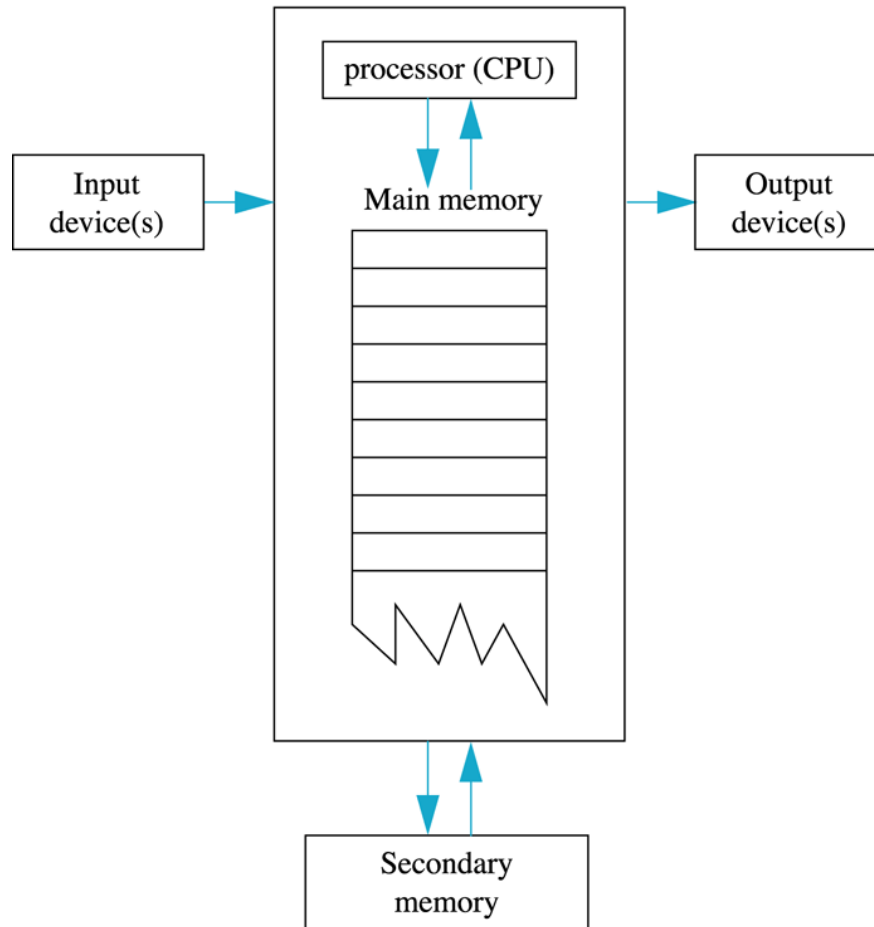 processor (CPU)
Input
device(s)
Main memory
Output
device(s)
Secondary
memory